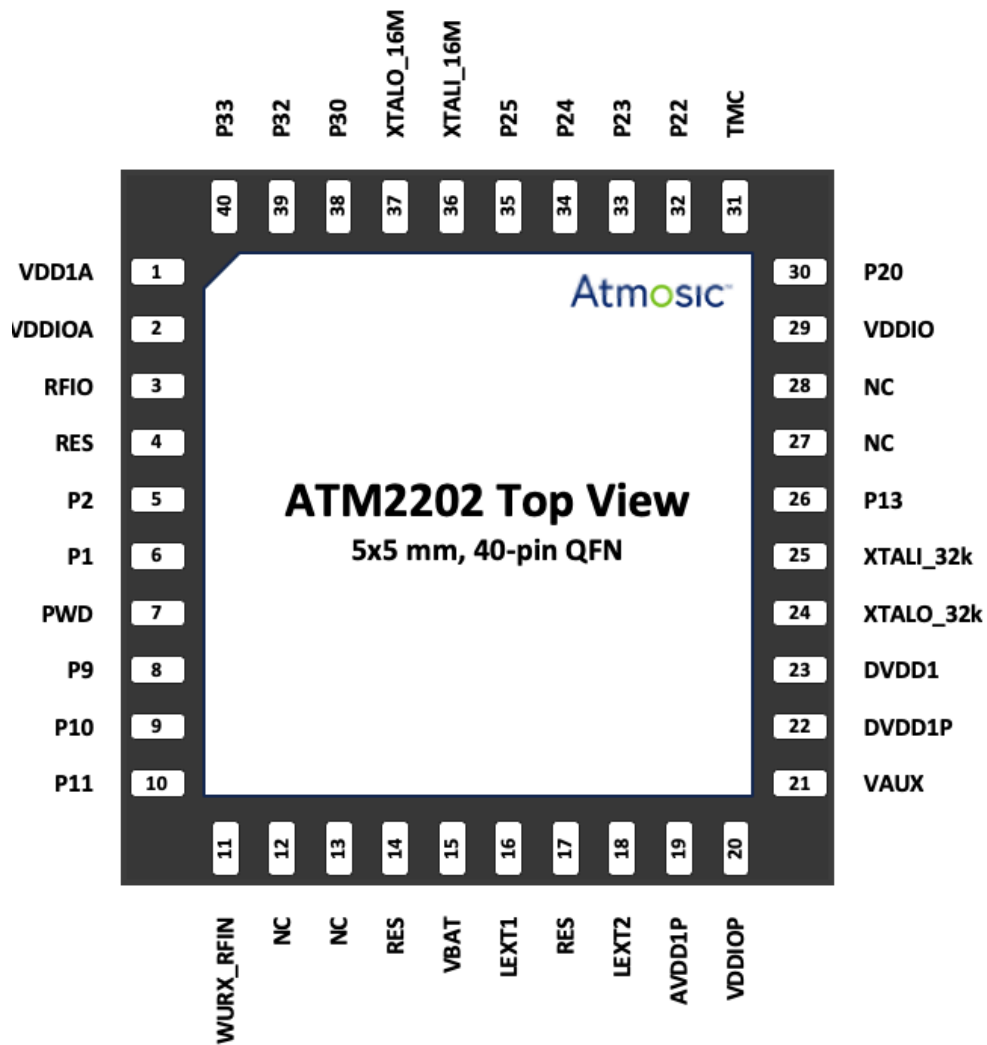 P33 P32 P30 XTALO_16M XTALI_16M P25 P24 P23 P22 TMC
40 39 38 37 36 35 34 33 32 31
VDD1A 1 30 P20
VDDIOA 2 29 VDDIO
RFIO 3 28 NC
RES 4 27 NC
P2 5 26 P13
P1 6 25 XTALI_32k
PWD 7 24 XTALO_32k
P9 8 23 DVDD1
P10 9 22 DVDD1P
P11 10 21 VAUX
Atmosic™
ATM2202 Top View
5x5 mm, 40-pin QFN
11 12 13 14 15 16 17 18 19 20
WURX_RFIN NC NC RES VBAT LEXT1 RES LEXT2 AVDD1P VDDIOP